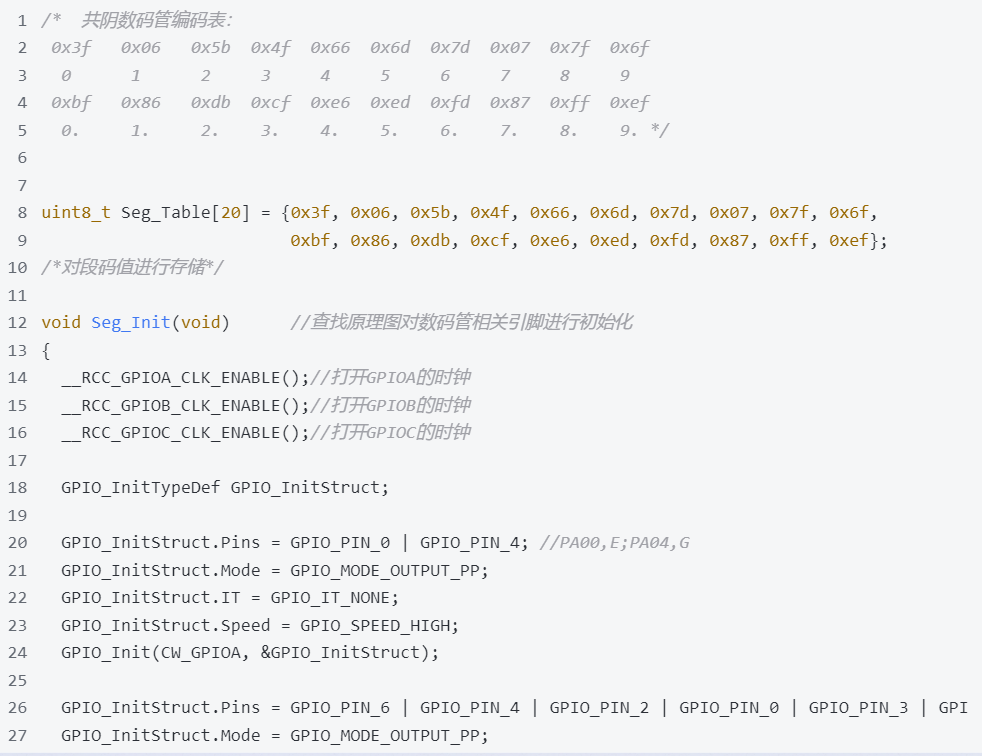 1 /*  共阴数码管编码表：
2 0x3f 0x06 0x5b 0x4f 0x66 0x6d 0x7d 0x07 0x7f 0x6f
3 0 1 2 3 4 5 6 7 8 9
4 0xbf 0x86 0xdb 0xcf 0xe6 0xed 0xfd 0x87 0xff 0xef
5 0. 1. 2. 3. 4. 5. 6. 7. 8. 9. */
6
7
8 uint8_t Seg_Table[20] = {0x3f, 0x06, 0x5b, 0x4f, 0x66, 0x6d, 0x7d, 0x07, 0x7f, 0x6f,
9 0xbf, 0x86, 0xdb, 0xcf, 0xe6, 0xed, 0xfd, 0x87, 0xff, 0xef};
10 /*对段码值进行存储*/
11
12 void Seg_Init(void) //查找原理图对数码管相关引脚进行初始化
13 {
14 __RCC_GPIOA_CLK_ENABLE();//打开GPIOA的时钟
15 __RCC_GPIOB_CLK_ENABLE();//打开GPIOB的时钟
16 __RCC_GPIOC_CLK_ENABLE();//打开GPIOC的时钟
17
18 GPIO_InitTypeDef GPIO_InitStruct;
19
20 GPIO_InitStruct.Pins = GPIO_PIN_0 | GPIO_PIN_4; //PA00,E;PA04,G
21 GPIO_InitStruct.Mode = GPIO_MODE_OUTPUT_PP;
22 GPIO_InitStruct.IT = GPIO_IT_NONE;
23 GPIO_InitStruct.Speed = GPIO_SPEED_HIGH;
24 GPIO_Init(CW_GPIOA, &GPIO_InitStruct);
25
26 GPIO_InitStruct.Pins = GPIO_PIN_6 | GPIO_PIN_4 | GPIO_PIN_2 | GPIO_PIN_0 | GPIO_PIN_3 | GPI
27 GPIO_InitStruct.Mode = GPIO_MODE_OUTPUT_PP;